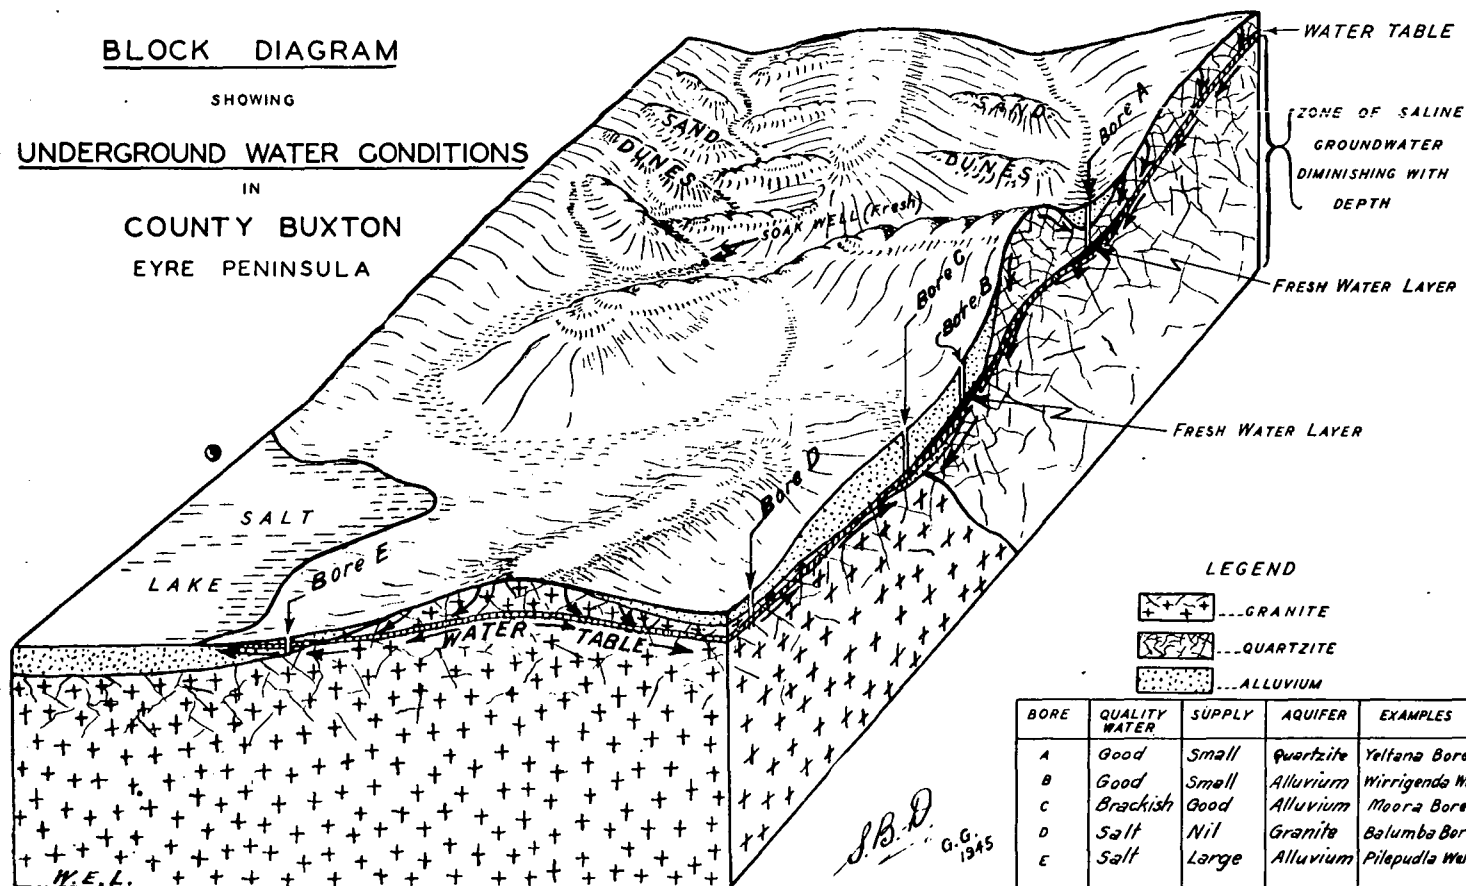 BLOCK DIAGRAM
SHOWING
UNDERGROUND WATER CONDITIONS
IN
COUNTY BUXTON
EYRE PENINSULA
WATER TABLE
ZONE OF SALINE
GROUNDWATER
DIMINISHING WITH
DEPTH
SAND
DUNES
SAND
DUNES
Bore A
SOAK WELL (Fresh)
Bore C
Bore B
FRESH WATER LAYER
FRESH WATER LAYER
Bore D
SALT
LAKE
Bore E
WATER TABLE
LEGEND
GRANITE
QUARTZITE
ALLUVIUM
BORE QUALITY WATER SUPPLY AQUIFER EXAMPLES
A Good Small Quartzite Yeltana Bore
B Good Small Alluvium Wirrigenda
C Brackish Good Alluvium Moora Bore
D Salt Nil Granite Balumba Bor
E Salt Large Alluvium Pilepudla
S.B.D.
G.G.
1945
W.E.L.